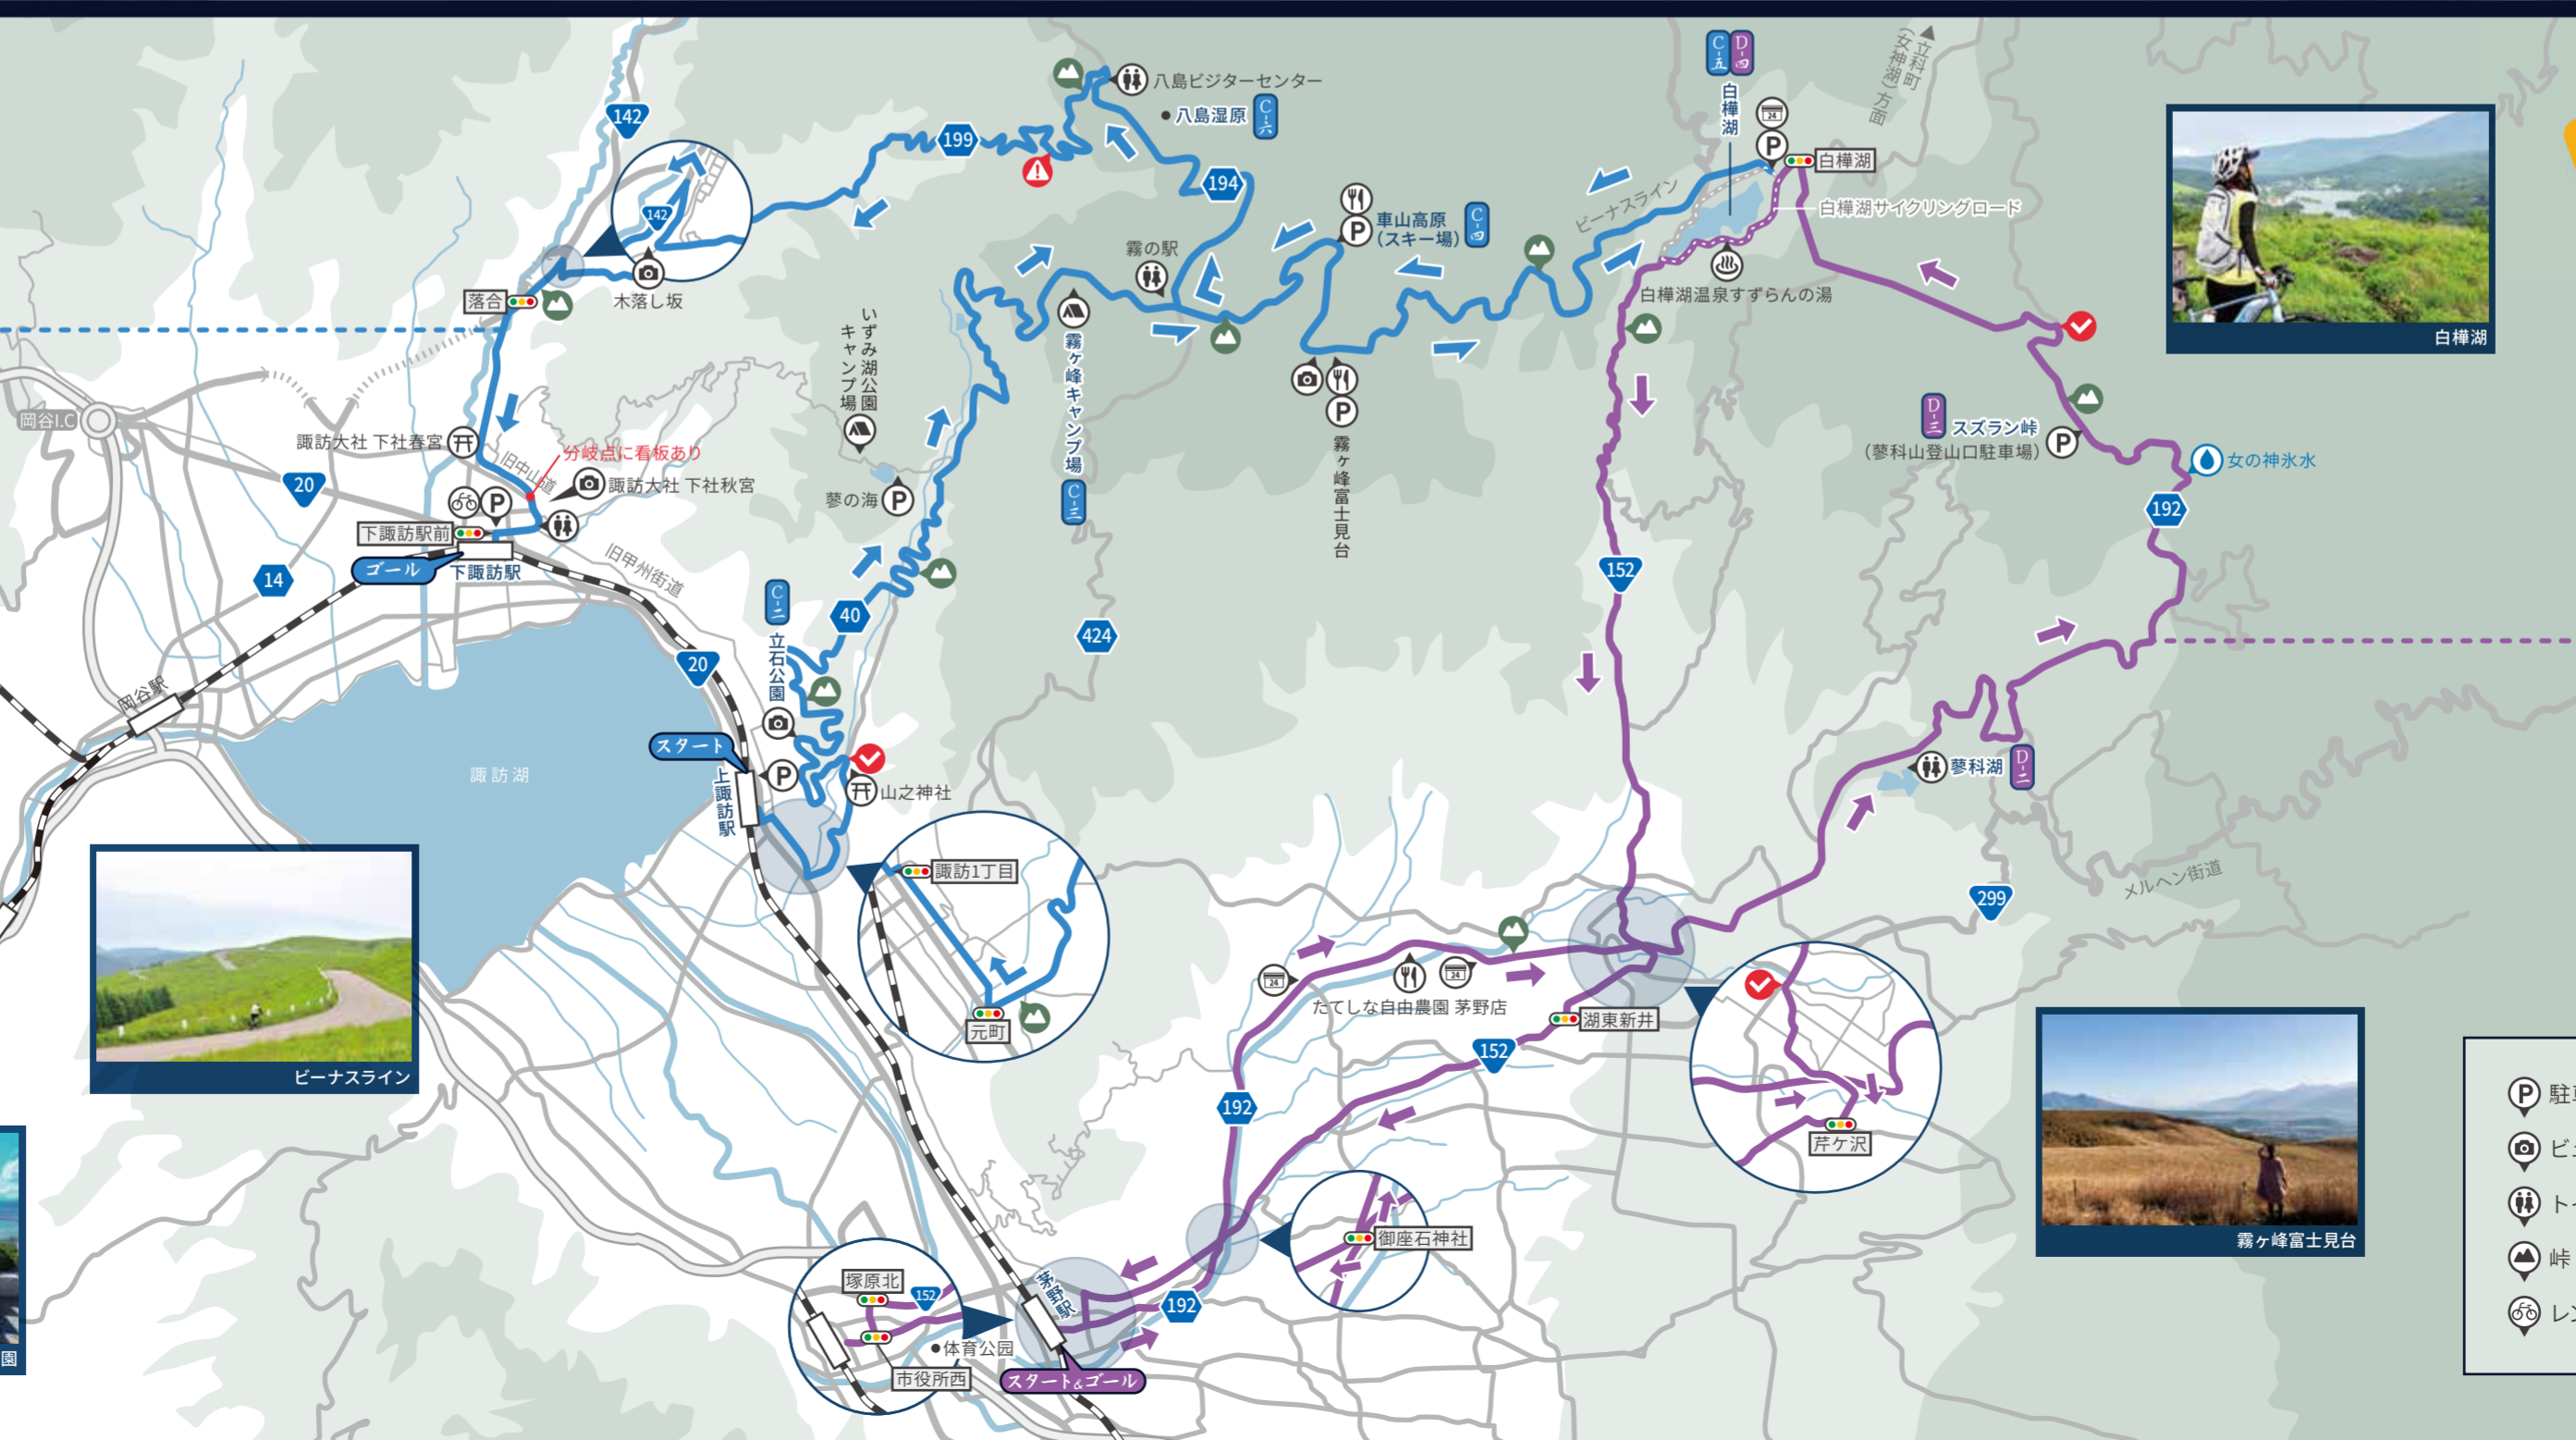 142
199
194
八島ビジターセンター
八島湿原
C-六
C-五
D-四
白樺湖
24
P
白樺湖
▲立科町
(女神湖)方面
白樺湖サイクリングロード
ビーナスライン
白樺湖温泉すずらんの湯
車山高原
(スキー場)
C-四
P
霧の駅
142
木落し坂
落合
いずみ湖公園
キャンプ場
霧ヶ峰キャンプ場
C-三
P
霧ヶ峰富士見台
白樺湖
岡谷I.C
諏訪大社 下社春宮
旧中山道
分岐点に看板あり
諏訪大社 下社秋宮
20
P
下諏訪駅前
ゴール
下諏訪駅
旧甲州街道
14
蓼の海
P
D-三
スズラン峠
(蓼科山登山口駐車場)
P
女の神氷水
192
152
424
40
C-二
立石公園
20
岡谷駅
諏訪湖
スタート
上諏訪駅
P
山之神社
蓼科湖
D-二
299
メルヘン街道
諏訪1丁目
元町
ビーナスライン
24
24
たてしな自由農園 茅野店
湖東新井
152
192
芹ケ沢
御座石神社
霧ヶ峰富士見台
塚原北
152
茅野駅
192
体育公园
市役所西
スタート&ゴール
P
園